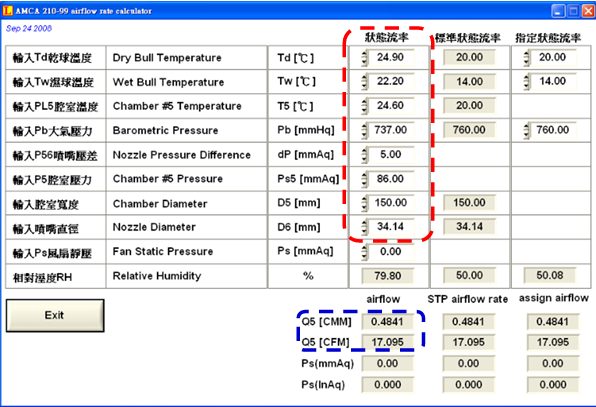 AMCA 210-99 airflow rate calculator
Sep 24 2008
狀態流率 標準狀態流率 指定狀態流率
輸入Td乾球溫度 Dry Bull Temperature Td [℃] 24.90 20.00 20.00
輸入Tw濕球溫度 Wet Bull Temperature Tw [℃] 22.20 14.00 14.00
輸入PL5腔室溫度 Chamber #5 Temperature T5 [℃] 24.60 20.00
輸入Pb大氣壓力 Barometric Pressure Pb [mmHq] 737.00 760.00 760.00
輸入P56噴嘴壓差 Nozzle Pressure Difference dP [mmAq] 5.00
輸入P5腔室壓力 Chamber #5 Pressure Ps5 [mmAq] 86.00
輸入腔室寬度 Chamber Diameter D5 [mm] 150.00 150.00
輸入噴嘴直徑 Nozzle Diameter D6 [mm] 34.14 34.14
輸入Ps風扇靜壓 Fan Static Pressure Ps [mmAq] 0.00
相對溼度RH Relative Humidity % 79.80 50.00 50.08
airflow STP airflow rate assign airflow
Exit
Q5 [CMM] 0.4841 0.4841 0.4841
Q5 [CFM] 17.095 17.095 17.095
Ps(mmAq) 0.00 0.00 0.00
Ps(InAq) 0.000 0.000 0.000